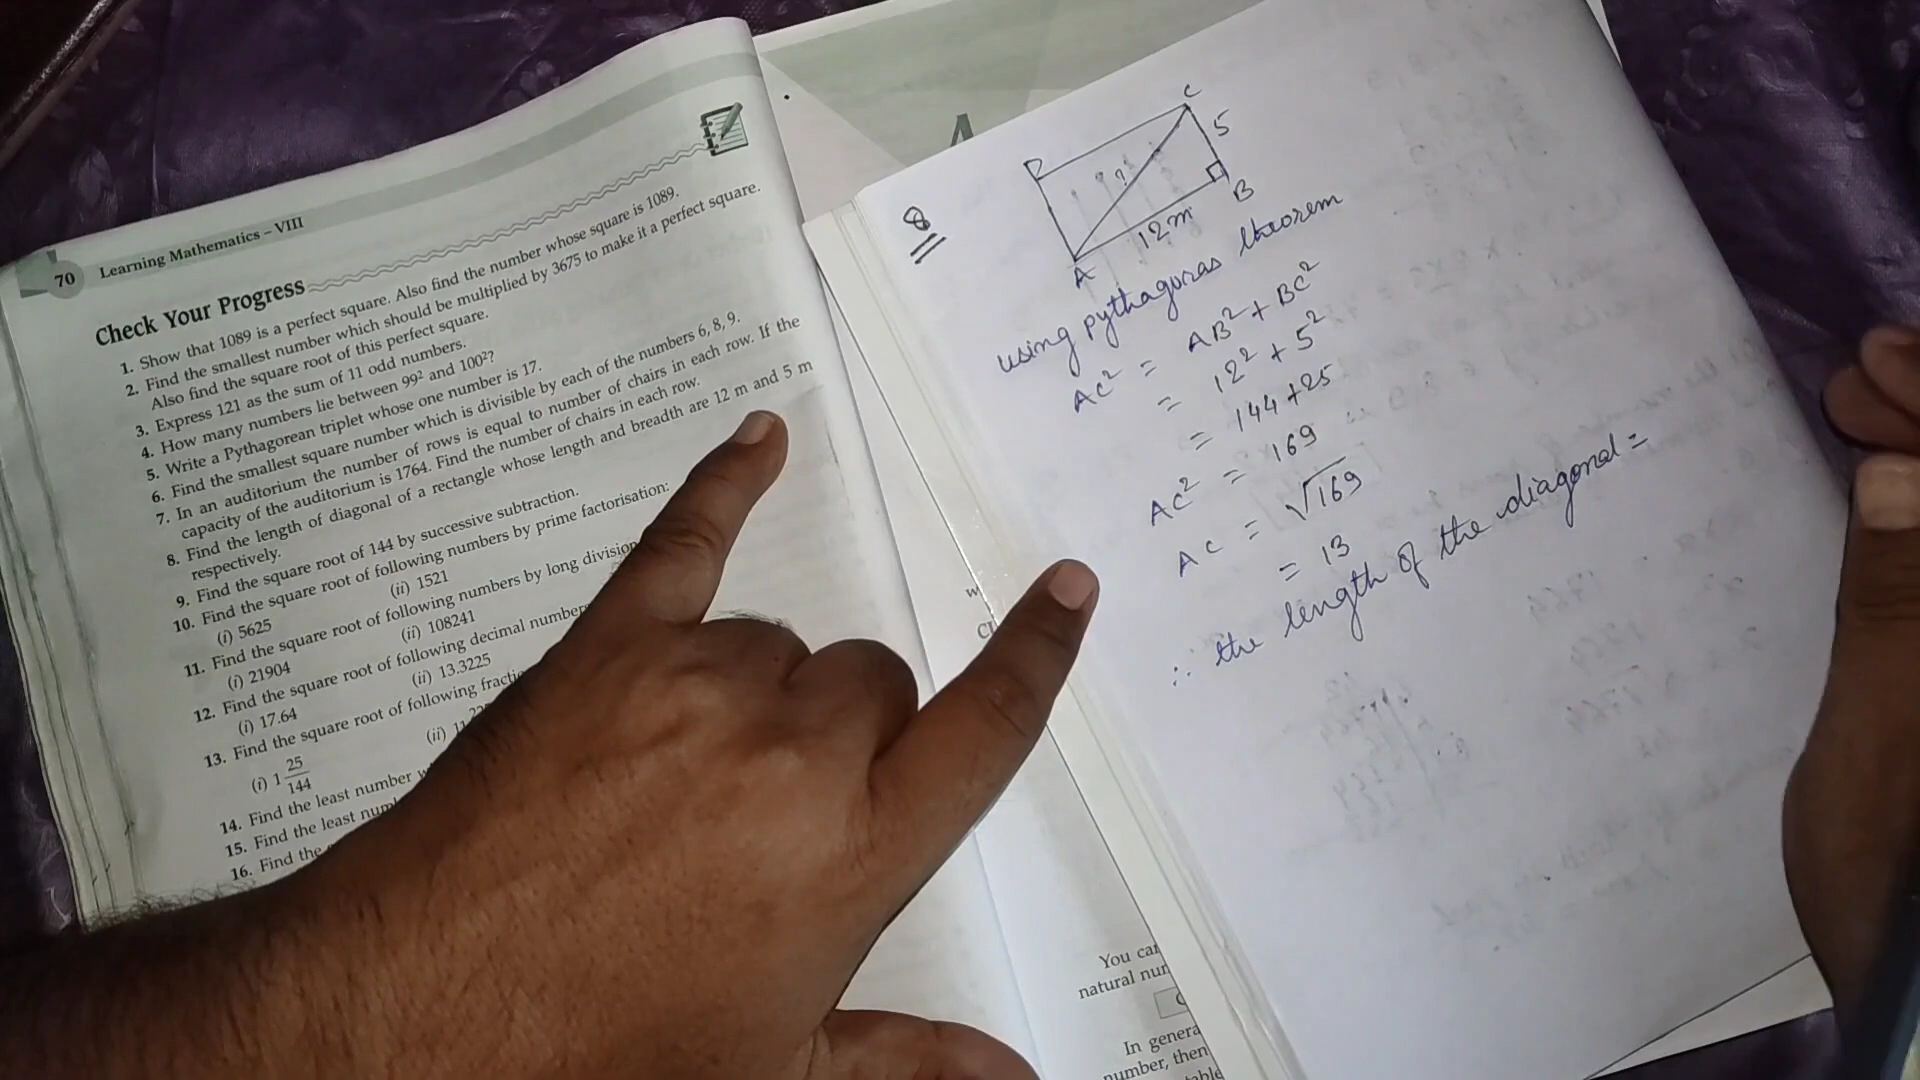 70 Learning Mathematics – VIII
Check Your Progress
1. Show that 1089 is a perfect square. Also find the number whose square is 1089.
2. Find the smallest number which should be multiplied by 3675 to make it a perfect square.
Also find the square root of this perfect square.
3. Express 121 as the sum of 11 odd numbers.
4. How many numbers lie between 99² and 100²?
5. Write a Pythagorean triplet whose one number is 17.
6. Find the smallest square number which is divisible by each of the numbers 6, 8, 9.
7. In an auditorium the number of rows is equal to number of chairs in each row. If the
capacity of the auditorium is 1764. Find the number of chairs in each row.
8. Find the length of diagonal of a rectangle whose length and breadth are 12 m and 5 m
respectively.
9. Find the square root of 144 by successive subtraction.
10. Find the square root of following numbers by prime factorisation:
(i) 5625 (ii) 1521
11. Find the square root of following numbers by long division
(i) 21904 (ii) 108241
12. Find the square root of following decimal numbers
(i) 17.64 (ii) 13.3225
13. Find the square root of following fractio
(i) 1 25/144 (ii) 11
14. Find the least number w
15. Find the least num
16. Find the
8
C
5
?
B
12m
A
using pythagoras theorem
AC² = AB² + BC²
= 12² + 5²
= 144+25
AC² = 169
AC = √169
= 13
∴ the length of the diagonal =
You can
natural nur
In genera
number, then
table